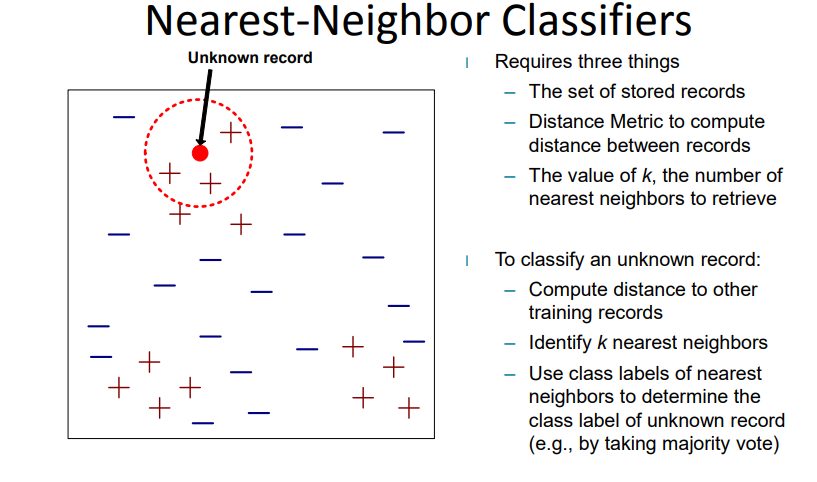 Nearest-Neighbor Classifiers
Unknown record
Requires three things
– The set of stored records
– Distance Metric to compute
distance between records
– The value of k, the number of
nearest neighbors to retrieve
To classify an unknown record:
– Compute distance to other
training records
– Identify k nearest neighbors
– Use class labels of nearest
neighbors to determine the
class label of unknown record
(e.g., by taking majority vote)